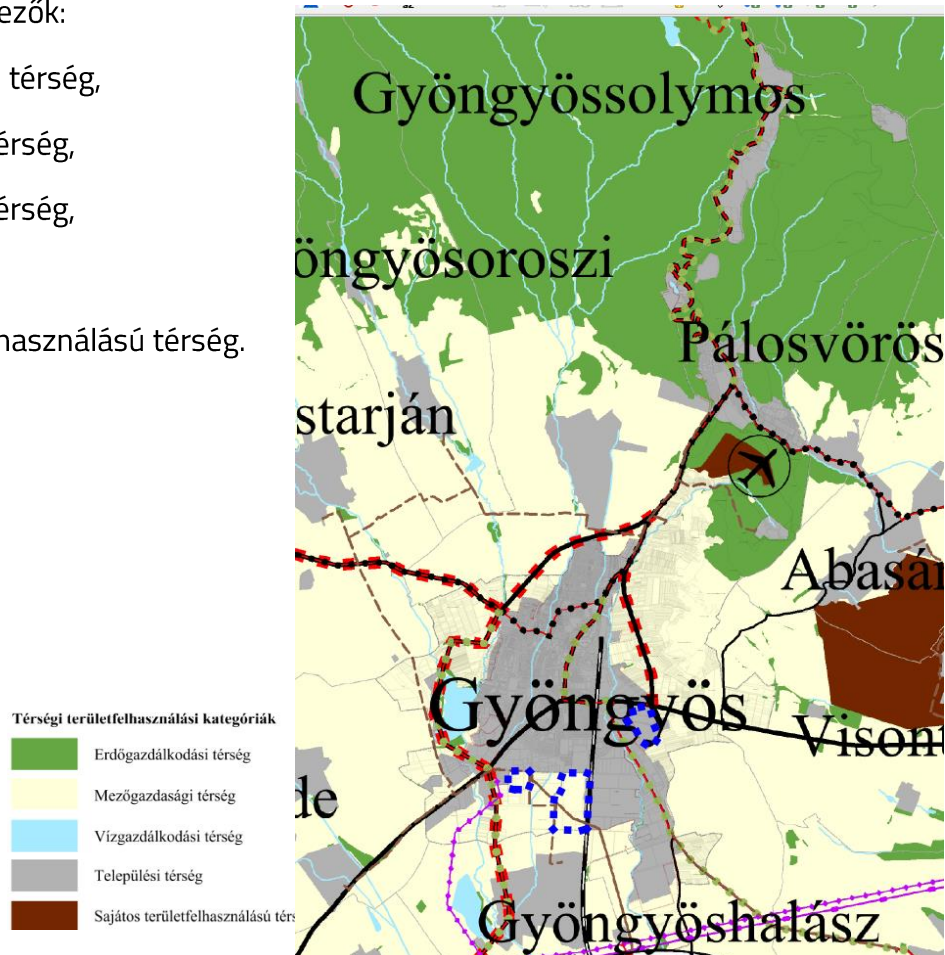 ezők:
térség,
érség,
érség,
használású térség.
Térségi területfelhasználási kategóriák
Erdőgazdálkodási térség
Mezőgazdasági térség
Vízgazdálkodási térség
Települési térség
Sajátos területfelhasználású térs
Gyöngyössolymos
öngyösoroszi
Pálosvörös
starján
Abasár
Gyöngyös
Visont
de
Gyöngyöshalász